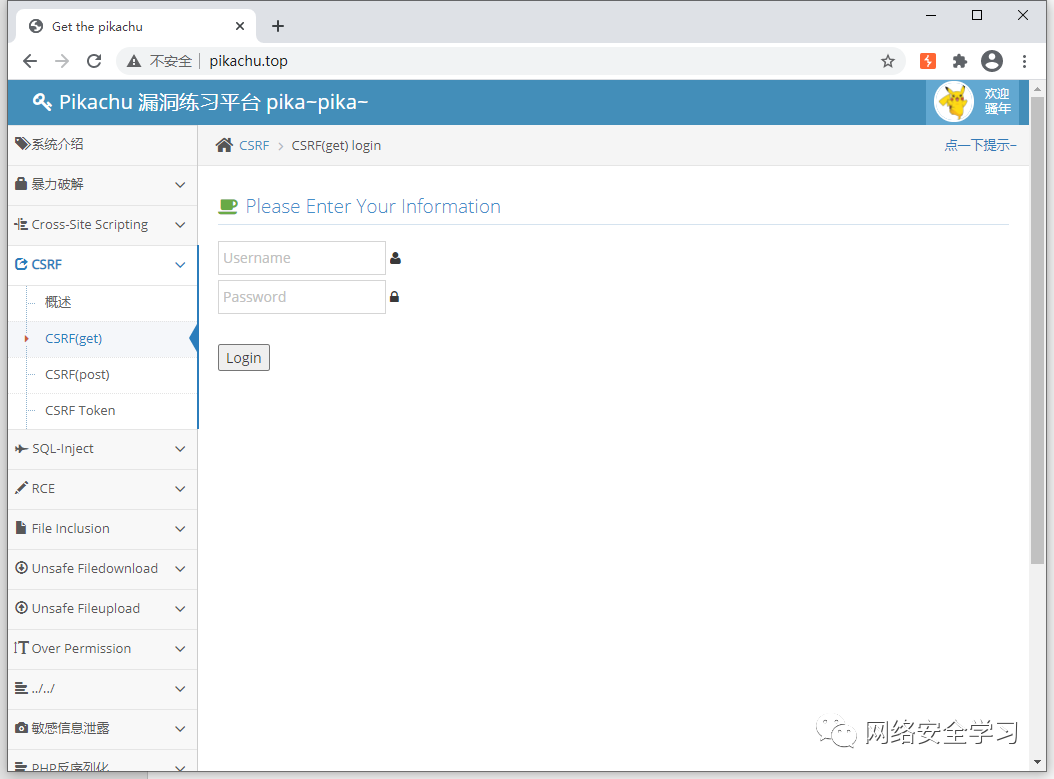 Get the pikachu
不安全
pikachu.top
Pikachu 漏洞练习平台 pika~pika~
欢迎
骚年
系统介绍
暴力破解
Cross-Site Scripting
CSRF
概述
CSRF(get)
CSRF(post)
CSRF Token
SQL-Inject
RCE
File Inclusion
Unsafe Filedownload
Unsafe Fileupload
Over Permission
../../
敏感信息泄露
PHP反序列化
CSRF > CSRF(get) login
点一下提示~
Please Enter Your Information
Username
Password
Login
网络安全学习